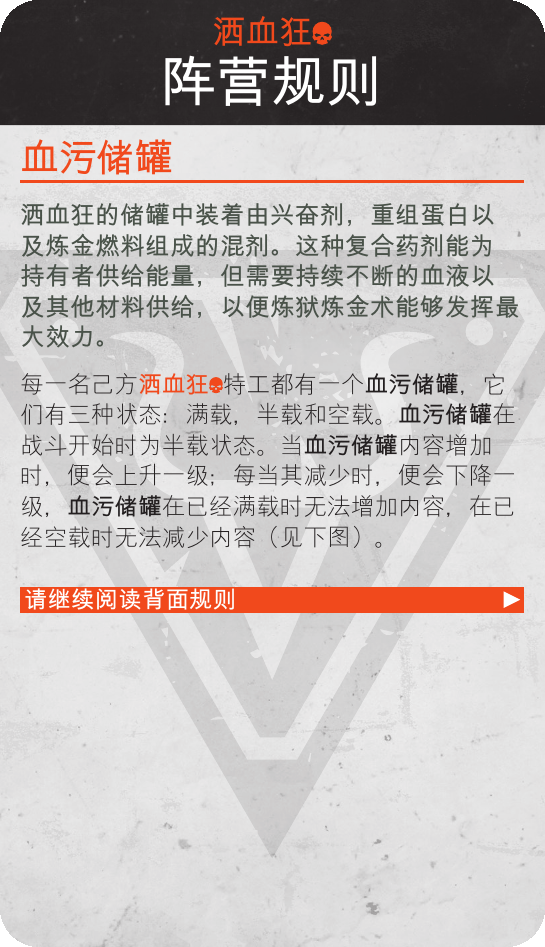 洒血狂
阵营规则
血污储罐
洒血狂的储罐中装着由兴奋剂，重组蛋白以
及炼金燃料组成的混剂。这种复合药剂能为
持有者供给能量，但需要持续不断的血液以
及其他材料供给，以便炼狱炼金术能够发挥最
大效力。
每一名己方洒血狂特工都有一个血污储罐，它
们有三种状态：满载，半载和空载。血污储罐在
战斗开始时为半载状态。当血污储罐内容增加
时，便会上升一级；每当其减少时，便会下降一
级，血污储罐在已经满载时无法增加内容，在已
经空载时无法减少内容（见下图）。
请继续阅读背面规则